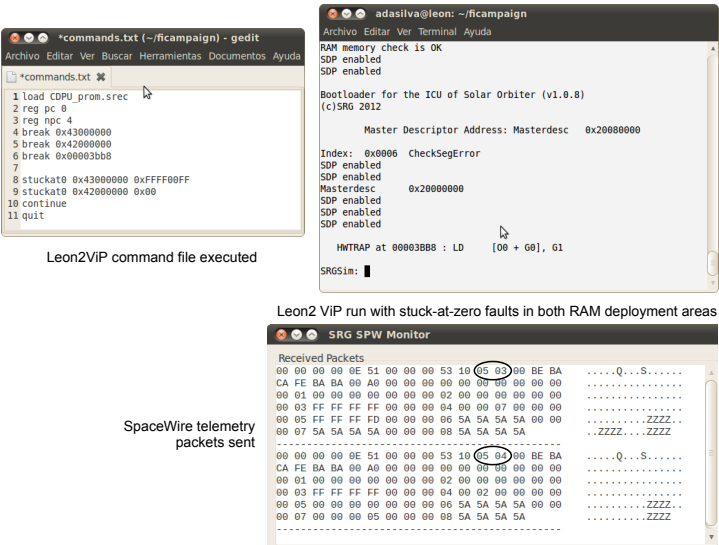 *commands.txt (~/ficampaign) - gedit
Archivo Editar Ver Buscar Herramientas Documentos Ayuda
*commands.txt
1 load CDPU_prom.srec
2 reg pc 0
3 reg npc 4
4 break 0x43000000
5 break 0x42000000
6 break 0x00003bb8
7
8 stuckat0 0x43000000 0xFFFF00FF
9 stuckat0 0x42000000 0x00
10 continue
11 quit
Leon2ViP command file executed
adasilva@leon: ~/ficampaign
Archivo Editar Ver Terminal Ayuda
RAM memory check is OK
SDP enabled
SDP enabled
Bootloader for the ICU of Solar Orbiter (v1.0.8)
(c)SRG 2012
Master Descriptor Address: Masterdesc 0x20080000
Index: 0x0006 CheckSegError
SDP enabled
SDP enabled
Masterdesc 0x20000000
SDP enabled
SDP enabled
SDP enabled
HWTRAP at 00003BB8 : LD [O0 + G0], G1
SRGSim:
Leon2 ViP run with stuck-at-zero faults in both RAM deployment areas
SRG SPW Monitor
Received Packets
00 00 00 00 0E 51 00 00 00 53 10 05 03 00 BE BA .....Q...S......
CA FE BA BA 00 A0 00 00 00 00 00 00 00 00 00 00 ................
00 01 00 00 00 00 00 00 00 02 00 00 00 00 00 00 ................
00 03 FF FF FF FF 00 00 00 04 00 00 07 00 00 00 ................
00 05 FF FF FF FD 00 00 00 06 5A 5A 5A 5A 00 00 ..........ZZZZ..
00 07 5A 5A 5A 5A 00 00 00 08 5A 5A 5A 5A ..ZZZZ....ZZZZ
------------------------------------------------
00 00 00 00 0E 51 00 00 00 53 10 05 04 00 BE BA .....Q...S......
CA FE BA BA 00 A0 00 00 00 00 00 00 00 00 00 00 ................
00 01 00 00 00 00 00 00 00 02 00 00 00 00 00 00 ................
00 03 FF FF FF FF 00 00 00 04 00 02 00 00 00 00 ................
00 05 00 00 00 00 00 00 00 06 5A 5A 5A 5A 00 00 ..........ZZZZ..
00 07 00 00 00 05 00 00 00 08 5A 5A 5A 5A ..........ZZZZ
------------------------------------------------
SpaceWire telemetry
packets sent